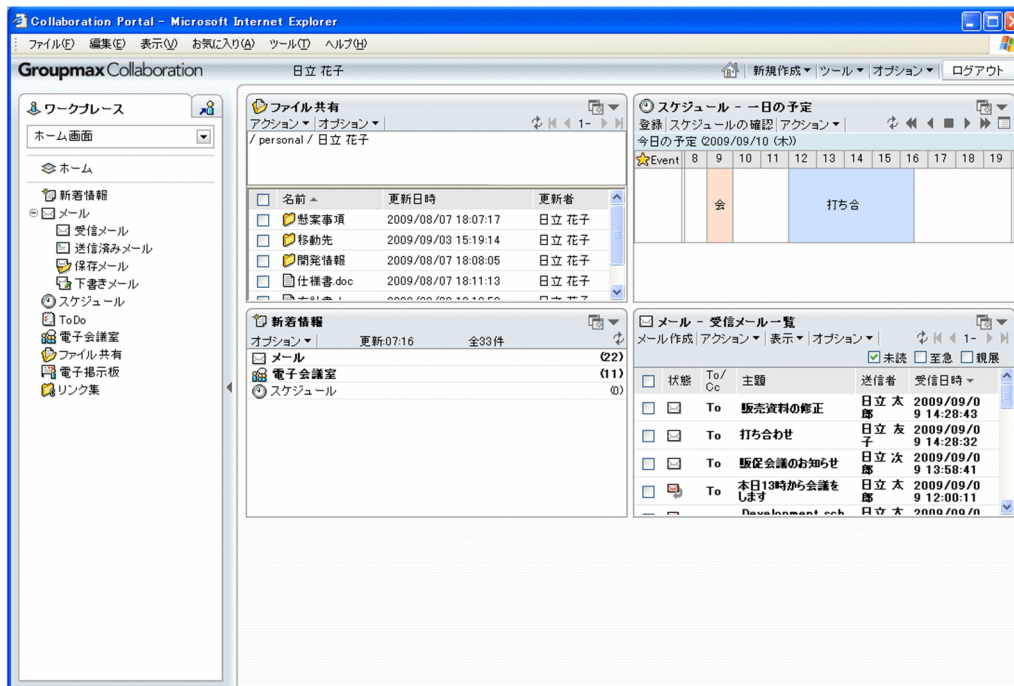 Collaboration Portal - Microsoft Internet Explorer
ファイル(F) 編集(E) 表示(V) お気に入り(A) ツール(T) ヘルプ(H)
Groupmax Collaboration 日立 花子 新規作成 ツール オプション ログアウト
ワークプレース
ホーム画面
ホーム
新着情報
メール
受信メール
送信済みメール
保存メール
下書きメール
スケジュール
ToDo
電子会議室
ファイル共有
電子掲示板
リンク集
ファイル共有
アクション オプション 1-
/ personal / 日立 花子
名前 更新日時 更新者
懸案事項 2009/08/07 18:07:17 日立 花子
移動先 2009/09/03 15:19:14 日立 花子
開発情報 2009/08/07 18:08:05 日立 花子
仕様書.doc 2009/08/07 18:11:13 日立 花子
スケジュール - 一日の予定
登録 スケジュールの確認 アクション
今日の予定 (2009/09/10 (木))
Event 8 9 10 11 12 13 14 15 16 17 18 19
会 打ち合
新着情報
オプション 更新:07:16 全33件
メール (22)
電子会議室 (11)
スケジュール (0)
メール - 受信メール一覧
メール作成 アクション 表示 オプション 1-
未読 至急 親展
状態 To/Cc 主題 送信者 受信日時
To 販売資料の修正 日立 太郎 2009/09/09 14:28:43
To 打ち合わせ 日立 友子 2009/09/09 14:28:32
To 販促会議のお知らせ 日立 次郎 2009/09/09 13:58:41
To 本日13時から会議をします 日立 太郎 2009/09/09 12:00:11